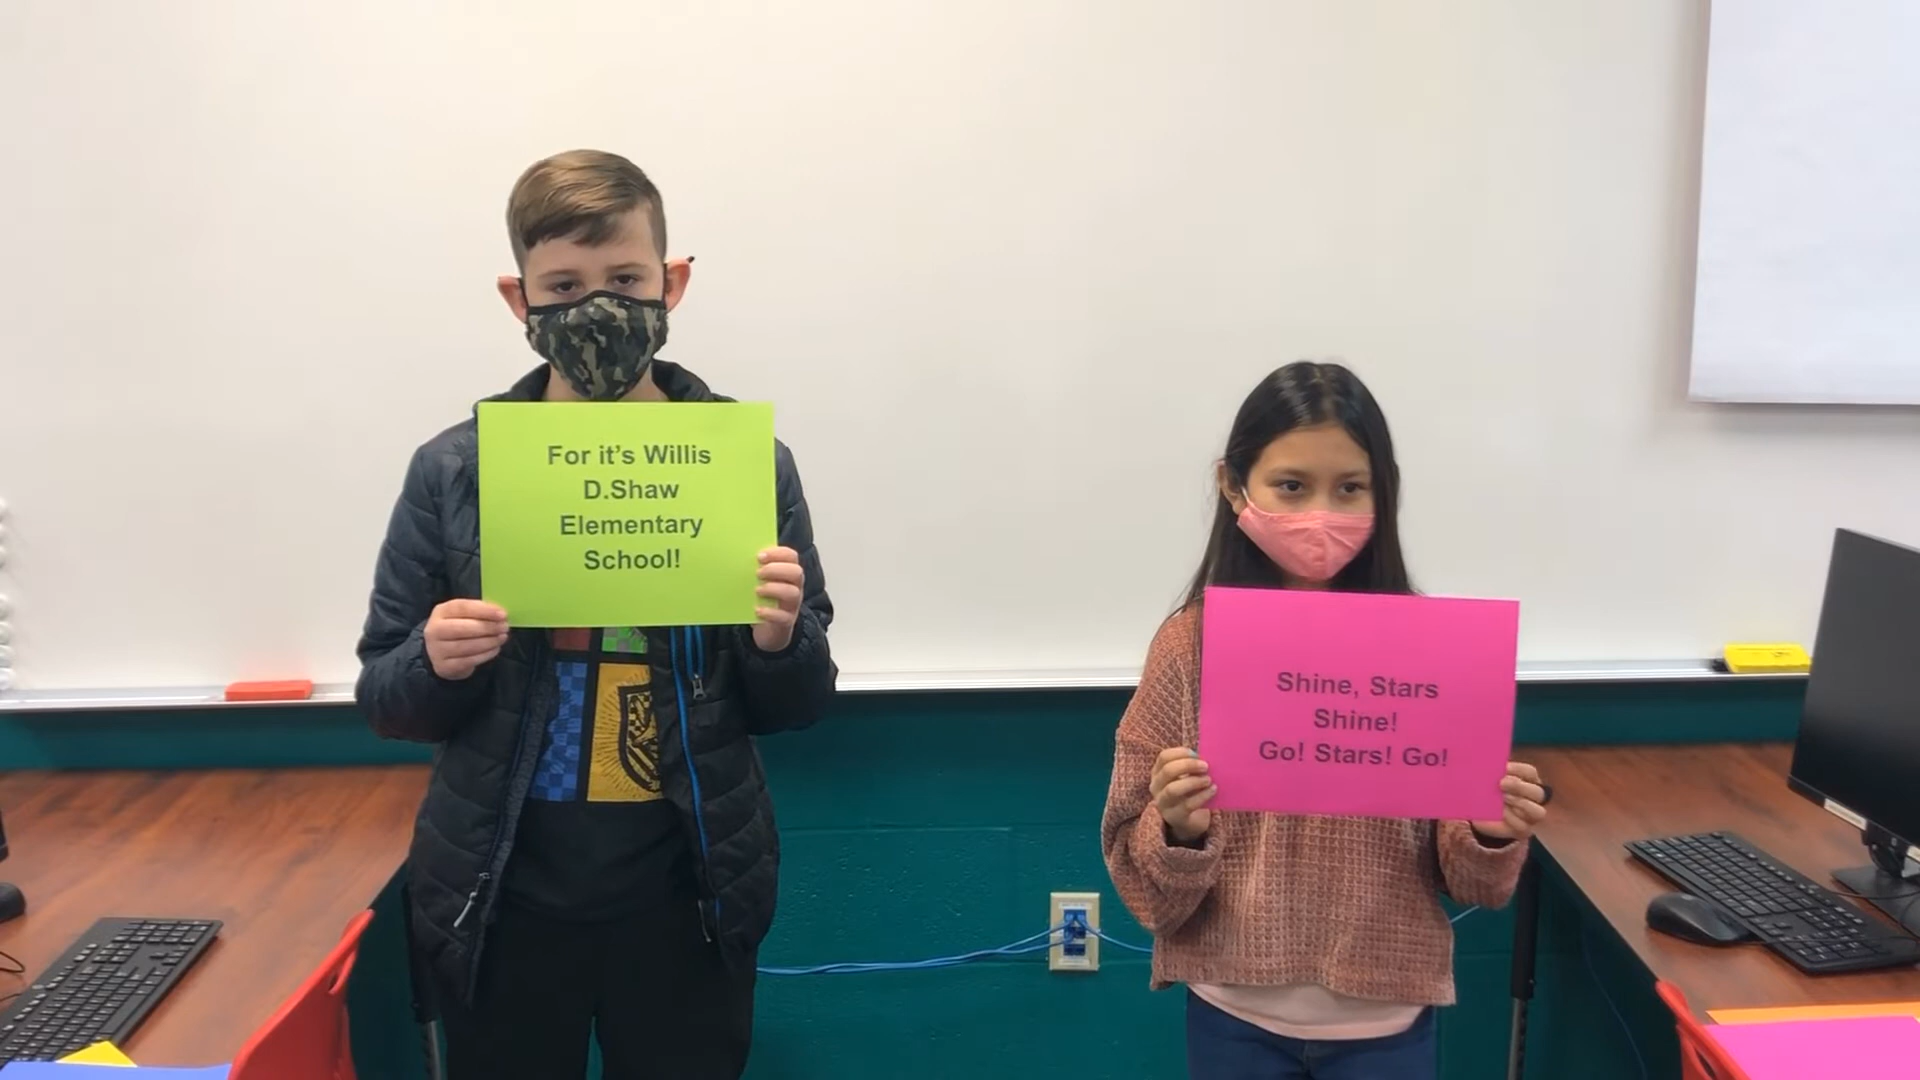 For it's Willis
D.Shaw
Elementary
School!
Shine, Stars
Shine!
Go! Stars! Go!